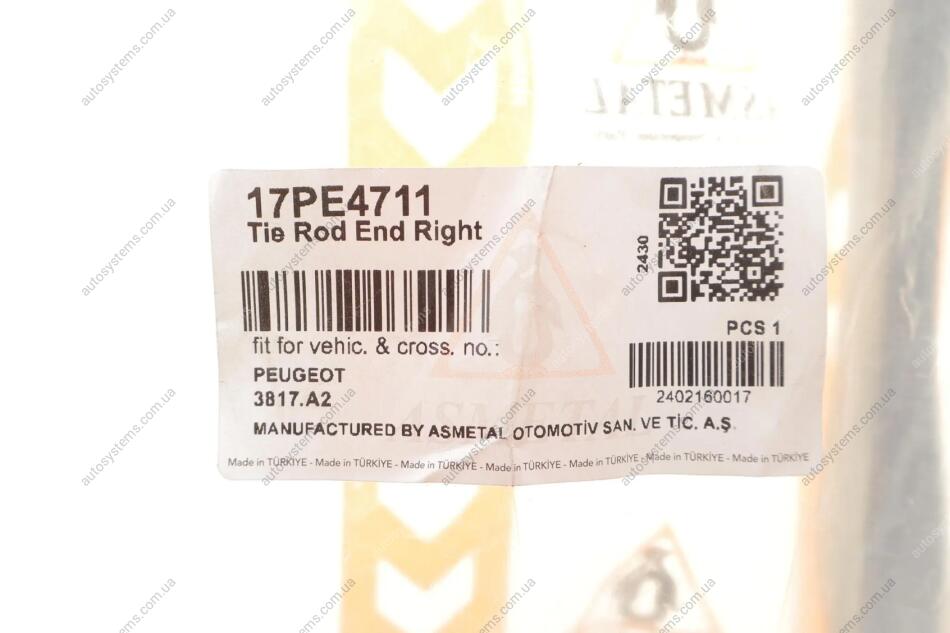 ASMETAL
17PE4711
Tie Rod End Right
2430
PCS 1
fit for vehic. & cross. no.:
PEUGEOT
3817.A2
2402160017
ASMETAL
MANUFACTURED BY ASMETAL OTOMOTİV SAN. VE TİC. A.Ş.
Made in TÜRKİYE - Made in TÜRKİYE - Made in TÜRKİYE - Made in TÜRKİYE - Made in TÜRKİYE - Made in TÜRKİYE - Made in TÜRKİYE
autosystems.com.ua